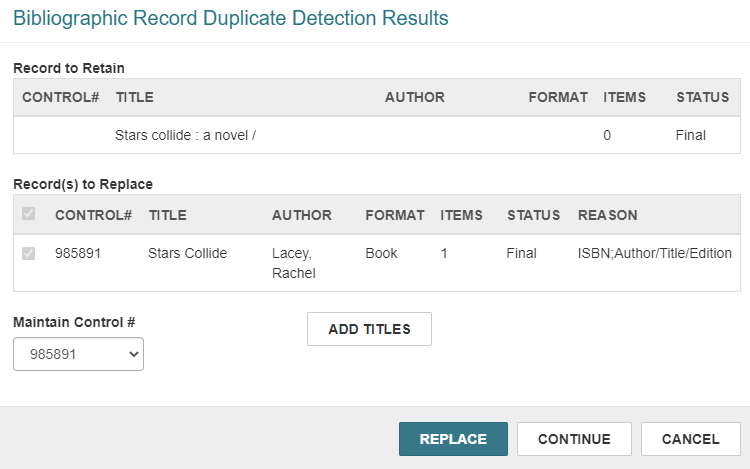 Bibliographic Record Duplicate Detection Results
Record to Retain
CONTROL# TITLE AUTHOR FORMAT ITEMS STATUS
Stars collide : a novel / 0 Final
Record(s) to Replace
CONTROL# TITLE AUTHOR FORMAT ITEMS STATUS REASON
985891 Stars Collide Lacey, Book 1 Final ISBN;Author/Title/Edition
Rachel
Maintain Control #
ADD TITLES
985891
REPLACE CONTINUE CANCEL